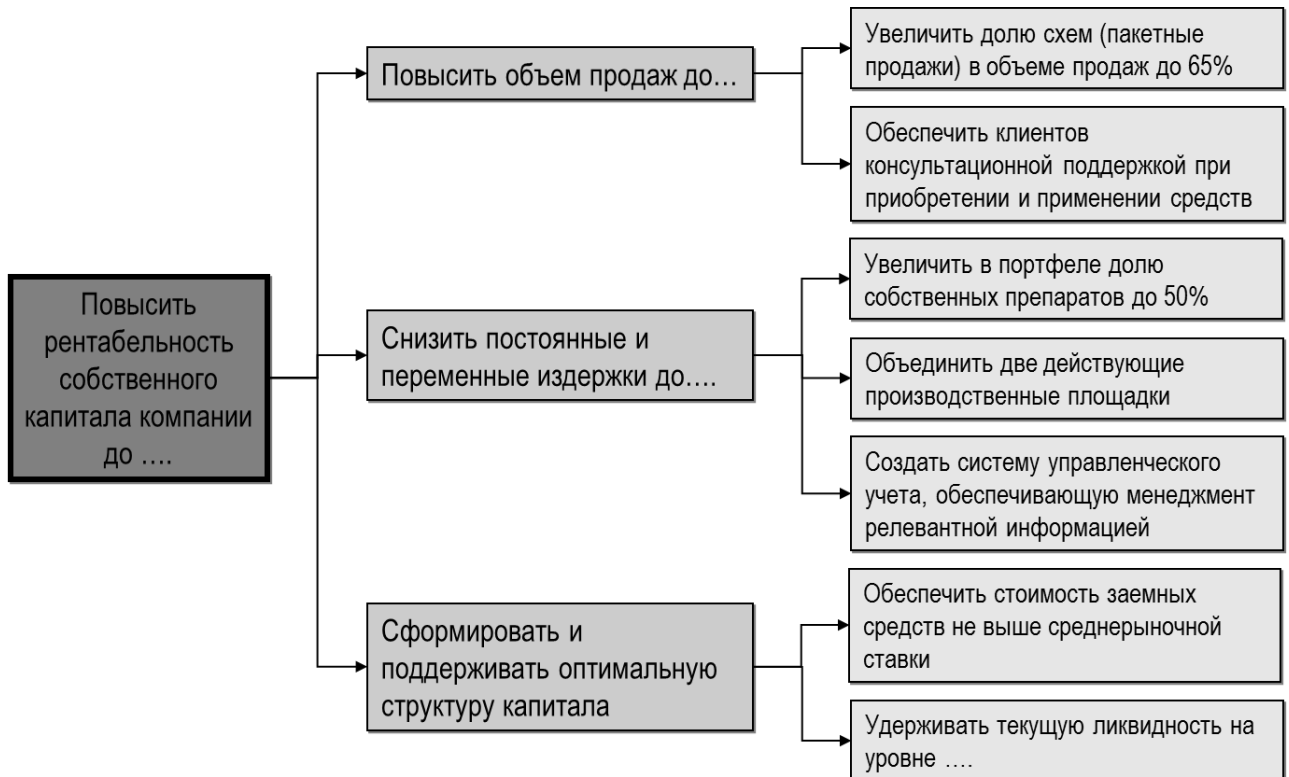 Повысить
рентабельность
собственного
капитала компании
до ….
Повысить объем продаж до…
Увеличить долю схем (пакетные
продажи) в объеме продаж до 65%
Обеспечить клиентов
консультационной поддержкой при
приобретении и применении средств
Снизить постоянные и
переменные издержки до….
Увеличить в портфеле долю
собственных препаратов до 50%
Объединить две действующие
производственные площадки
Создать систему управленческого
учета, обеспечивающую менеджмент
релевантной информацией
Сформировать и
поддерживать оптимальную
структуру капитала
Обеспечить стоимость заемных
средств не выше среднерыночной
ставки
Удерживать текущую ликвидность на
уровне ….